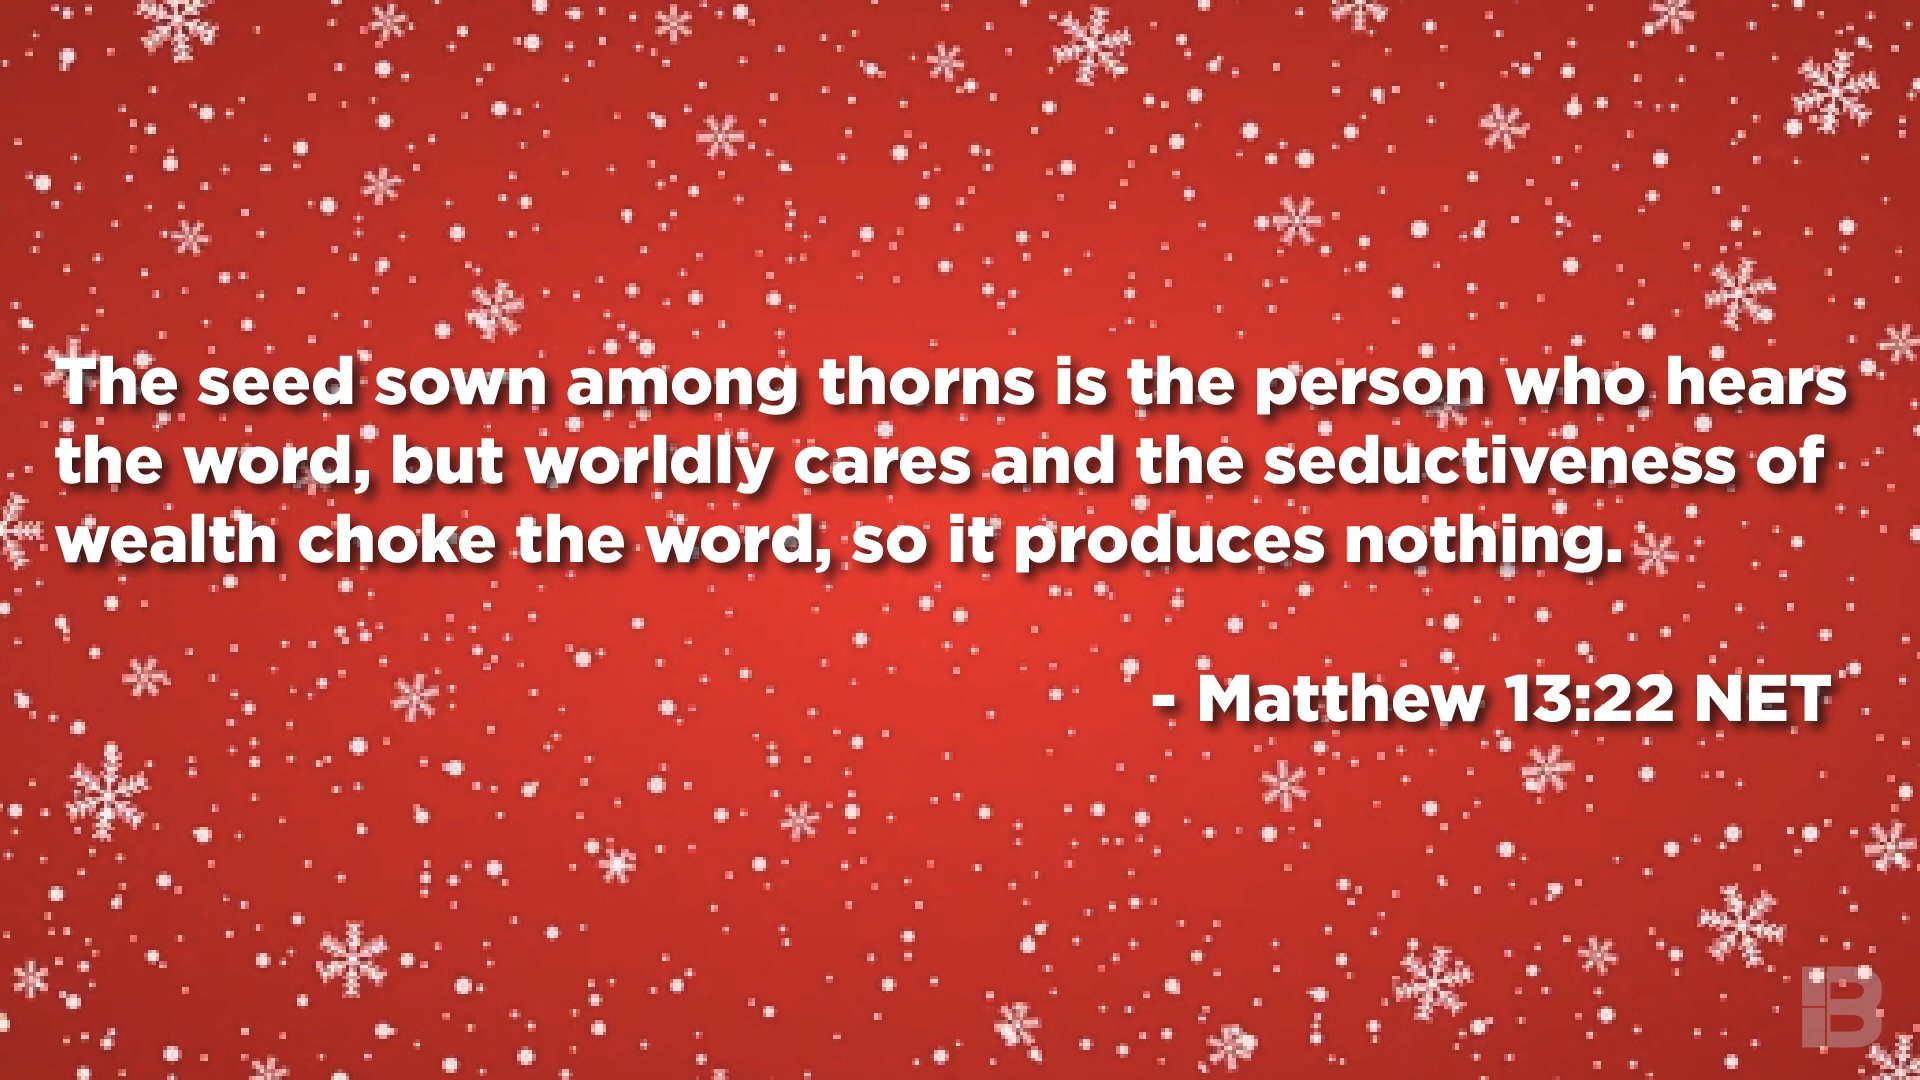 The seed sown among thorns is the person who hears
the word, but worldly cares and the seductiveness of
wealth choke the word, so it produces nothing.
- Matthew 13:22 NET
B